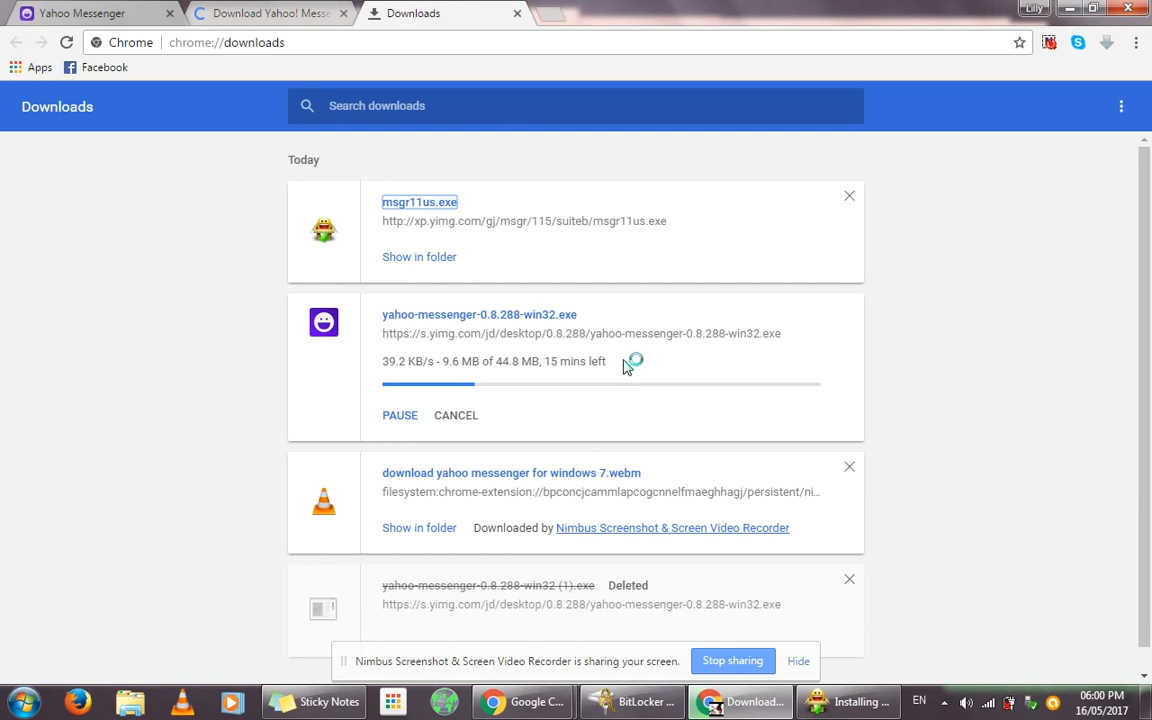 Yahoo Messenger
Download Yahoo! Messe
Downloads
Lilly
Chrome
chrome://downloads
Apps
Facebook
Downloads
Search downloads
Today
msgr11us.exe
http://xp.yimg.com/gj/msgr/115/suiteb/msgr11us.exe
Show in folder
yahoo-messenger-0.8.288-win32.exe
https://s.yimg.com/jd/desktop/0.8.288/yahoo-messenger-0.8.288-win32.exe
39.2 KB/s - 9.6 MB of 44.8 MB, 15 mins left
PAUSE CANCEL
download yahoo messenger for windows 7.webm
filesystem:chrome-extension://bpconcjcammlapcogcnnelfmaeghhagj/persistent/ni...
Show in folder Downloaded by Nimbus Screenshot & Screen Video Recorder
yahoo-messenger-0.8.288-win32 (1).exe Deleted
https://s.yimg.com/jd/desktop/0.8.288/yahoo-messenger-0.8.288-win32.exe
Nimbus Screenshot & Screen Video Recorder is sharing your screen. Stop sharing Hide
Sticky Notes
Google C...
BitLocker ...
3
Download...
Installing ...
EN
06:00 PM
16/05/2017